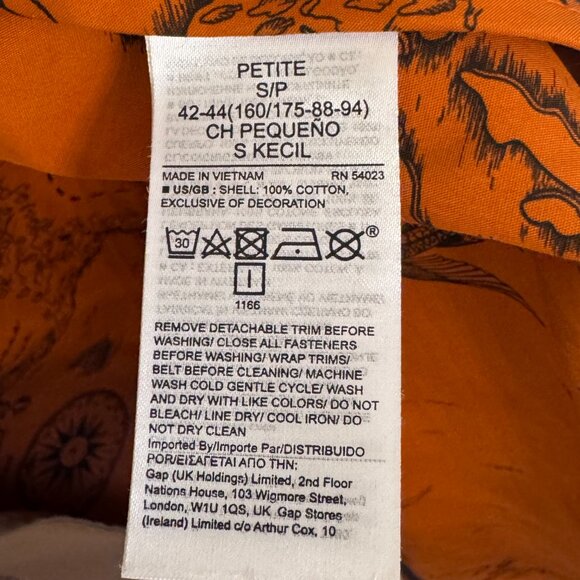 PETITE
S/P
42-44(160/175-88-94)
CH PEQUEÑO
S KECIL
MADE IN VIETNAM RN 54023
■ US/GB : SHELL: 100% COTTON,
EXCLUSIVE OF DECORATION
30 ®
1166
REMOVE DETACHABLE TRIM BEFORE
WASHING/ CLOSE ALL FASTENERS
BEFORE WASHING/ WRAP TRIMS/
BELT BEFORE CLEANING/ MACHINE
WASH COLD GENTLE CYCLE/ WASH
AND DRY WITH LIKE COLORS/ DO NOT
BLEACH/ LINE DRY/ COOL IRON/ DO
NOT DRY CLEAN
Imported By/Importe Par/DISTRIBUIDO
POR/ΕΙΣΑΓΕΤΑΙ ΑΠΟ ΤΗΝ:
Gap (UK Holdings) Limited, 2nd Floor
Nations House, 103 Wigmore Street,
London, W1U 1QS, UK Gap Stores
(Ireland) Limited c/o Arthur Cox, 10